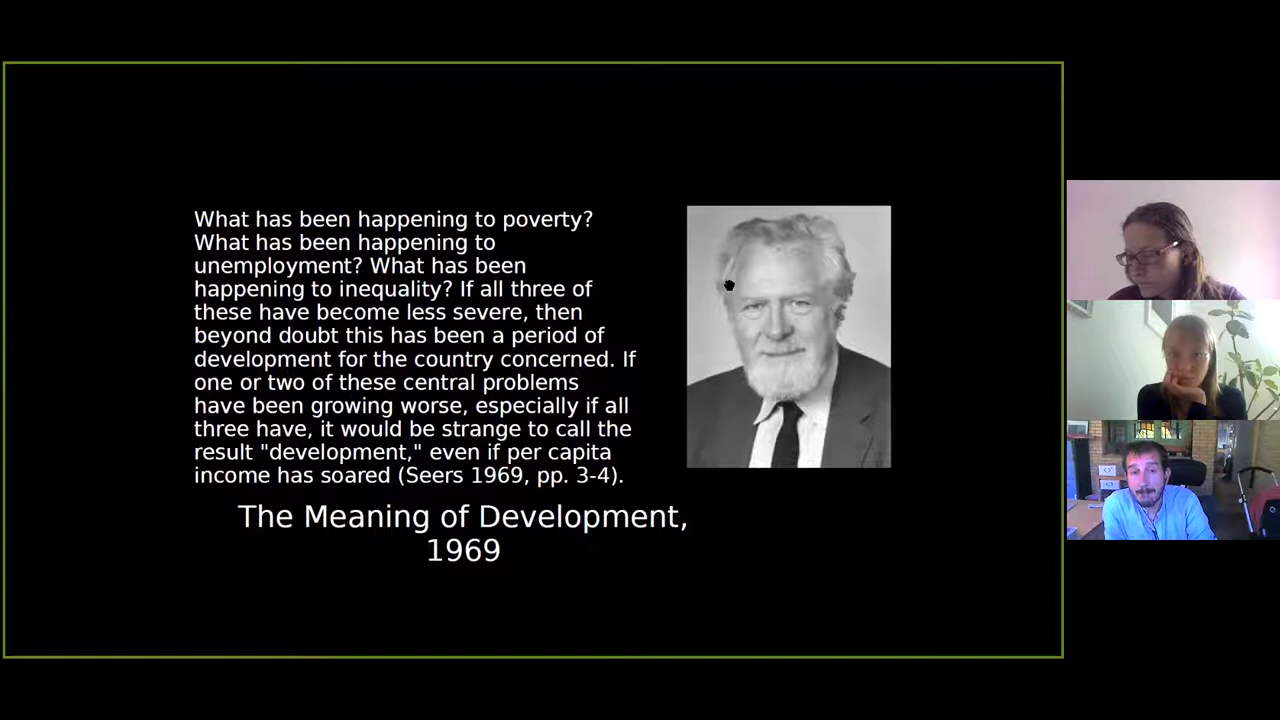 What has been happening to poverty?
What has been happening to
unemployment? What has been
happening to inequality? If all three of
these have become less severe, then
beyond doubt this has been a period of
development for the country concerned. If
one or two of these central problems
have been growing worse, especially if all
three have, it would be strange to call the
result "development," even if per capita
income has soared (Seers 1969, pp. 3-4).
The Meaning of Development,
1969